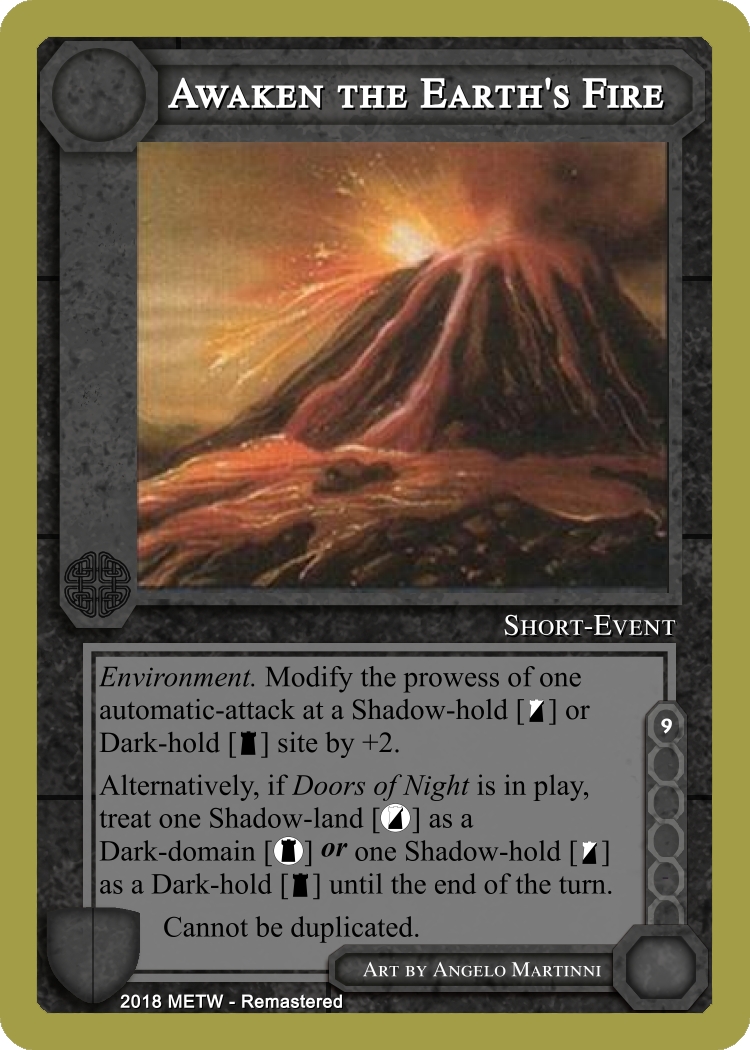 AWAKEN THE EARTH'S FIRE
SHORT-EVENT
Environment. Modify the prowess of one
automatic-attack at a Shadow-hold [ ] or
Dark-hold [ ] site by +2.
9
Alternatively, if Doors of Night is in play,
treat one Shadow-land [ ] as a
Dark-domain [ ] or one Shadow-hold [ ]
as a Dark-hold [ ] until the end of the turn.
Cannot be duplicated.
ART BY ANGELO MARTINNI
2018 METW - Remastered